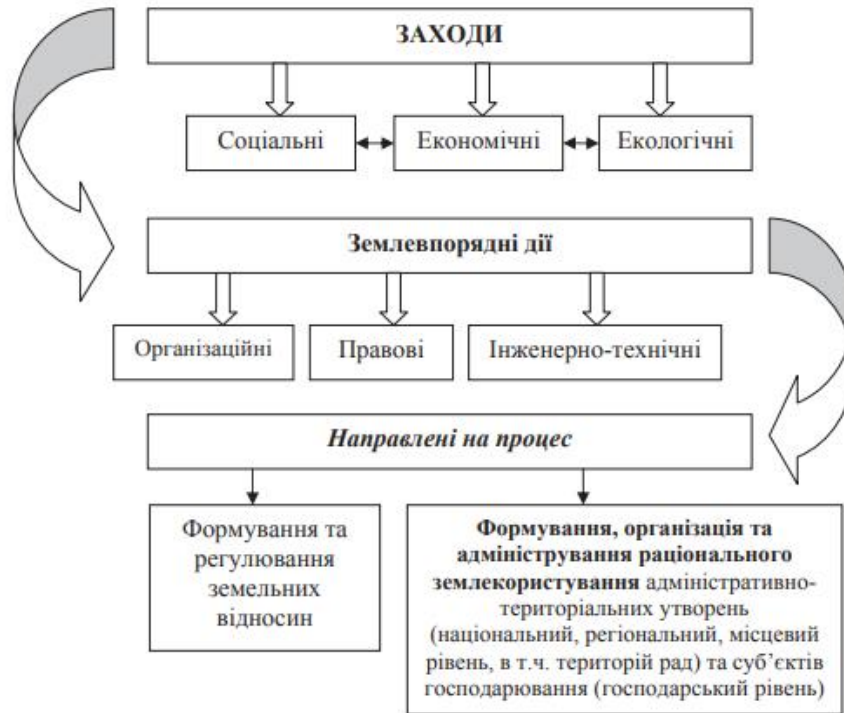 ЗАХОДИ
Соціальні
Економічні
Екологічні
Землевпорядні дії
Організаційні
Правові
Інженерно-технічні
Направлені на процес
Формування та
регулювання
земельних
відносин
Формування, організація та
адміністрування раціонального
землекористування адміністративно-
територіальних утворень
(національний, регіональний, місцевий
рівень, в т.ч. територій рад) та суб’єктів
господарювання (господарський рівень)